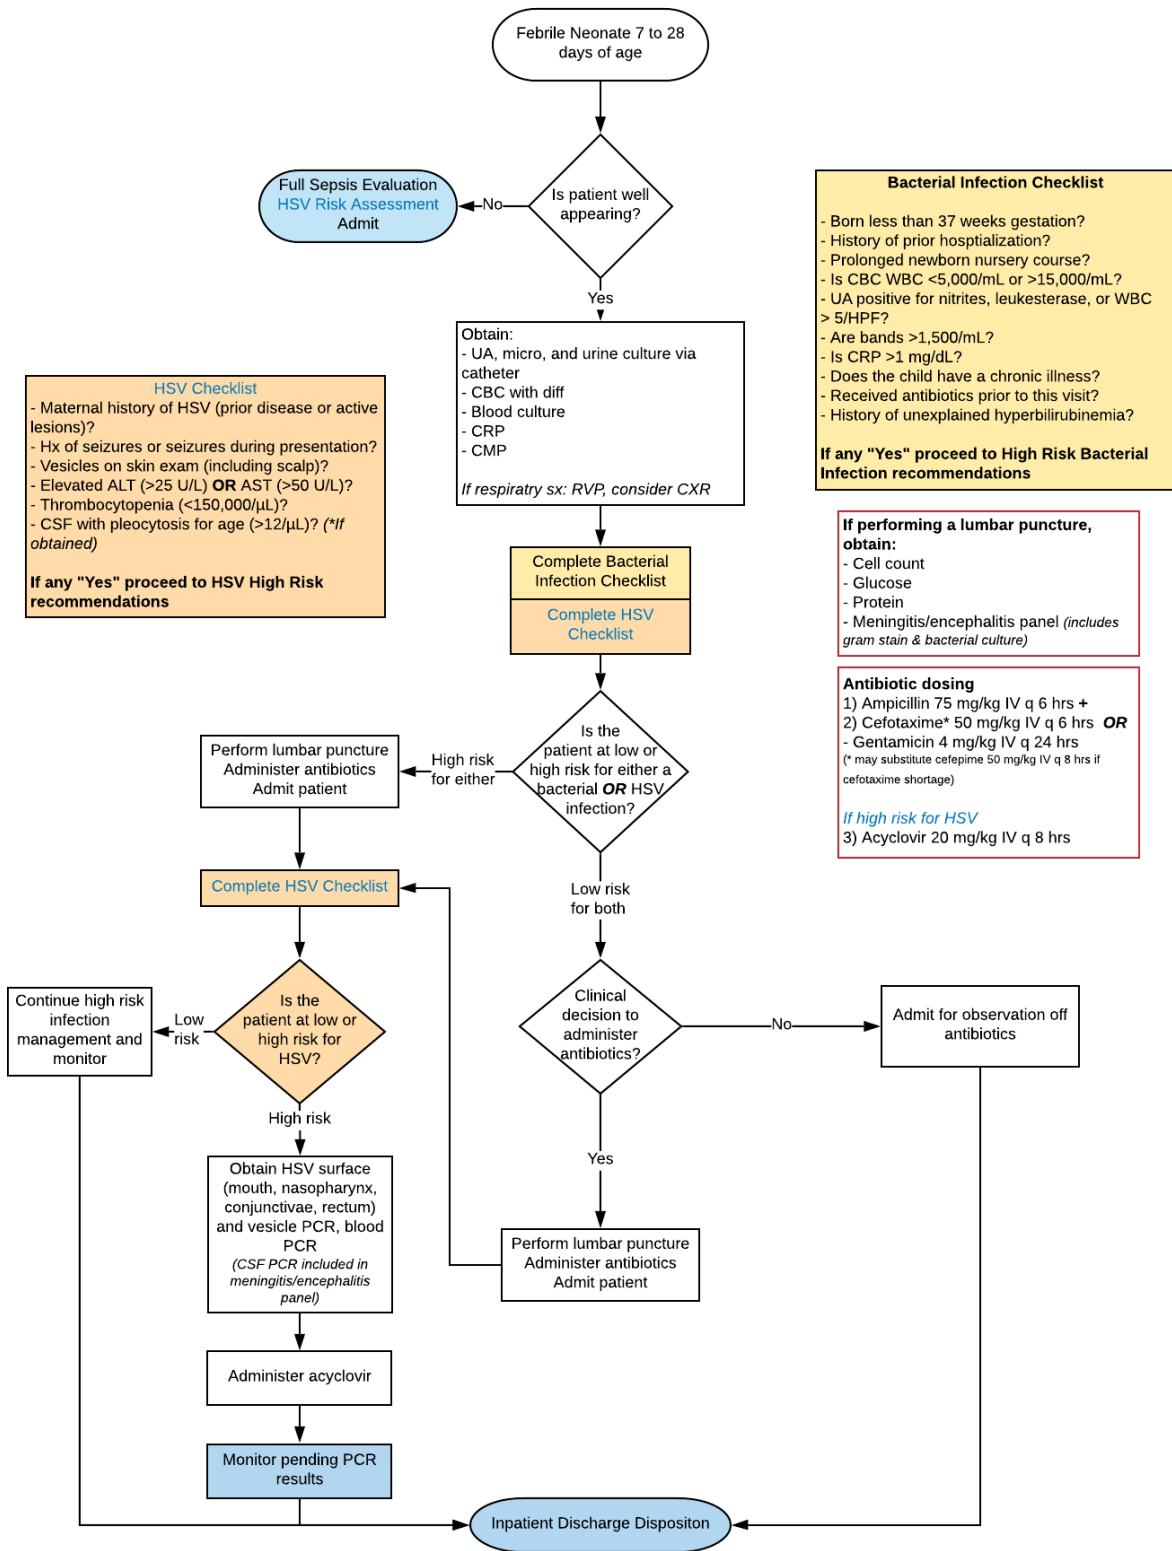 Febrile Neonate 7 to 28
days of age
Is patient well
appearing?
No
Full Sepsis Evaluation
HSV Risk Assessment
Admit
Yes
Bacterial Infection Checklist
- Born less than 37 weeks gestation?
- History of prior hosptialization?
- Prolonged newborn nursery course?
- Is CBC WBC <5,000/mL or >15,000/mL?
- UA positive for nitrites, leukesterase, or WBC
> 5/HPF?
- Are bands >1,500/mL?
- Is CRP >1 mg/dL?
- Does the child have a chronic illness?
- Received antibiotics prior to this visit?
- History of unexplained hyperbilirubinemia?
If any "Yes" proceed to High Risk Bacterial
Infection recommendations
Obtain:
- UA, micro, and urine culture via
catheter
- CBC with diff
- Blood culture
- CRP
- CMP
If respiratry sx: RVP, consider CXR
HSV Checklist
- Maternal history of HSV (prior disease or active
lesions)?
- Hx of seizures or seizures during presentation?
- Vesicles on skin exam (including scalp)?
- Elevated ALT (>25 U/L) OR AST (>50 U/L)?
- Thrombocytopenia (<150,000/µL)?
- CSF with pleocytosis for age (>12/µL)? (*If
obtained)
If any "Yes" proceed to HSV High Risk
recommendations
Complete Bacterial
Infection Checklist
Complete HSV
Checklist
If performing a lumbar puncture,
obtain:
- Cell count
- Glucose
- Protein
- Meningitis/encephalitis panel (includes
gram stain & bacterial culture)
Antibiotic dosing
1) Ampicillin 75 mg/kg IV q 6 hrs +
2) Cefotaxime* 50 mg/kg IV q 6 hrs OR
- Gentamicin 4 mg/kg IV q 24 hrs
(* may substitute cefepime 50 mg/kg IV q 8 hrs if
cefotaxime shortage)
If high risk for HSV
3) Acyclovir 20 mg/kg IV q 8 hrs
Is the
patient at low or
high risk for either a
bacterial OR HSV
infection?
High risk
for either
Perform lumbar puncture
Administer antibiotics
Admit patient
Low risk
for both
Complete HSV Checklist
Is the
patient at low or
high risk for
HSV?
Low
risk
Continue high risk
infection
management and
monitor
Clinical
decision to
administer
antibiotics?
No
Admit for observation off
antibiotics
High risk
Yes
Obtain HSV surface
(mouth, nasopharynx,
conjunctivae, rectum)
and vesicle PCR, blood
PCR
(CSF PCR included in
meningitis/encephalitis
panel)
Perform lumbar puncture
Administer antibiotics
Admit patient
Administer acyclovir
Monitor pending PCR
results
Inpatient Discharge Dispositon